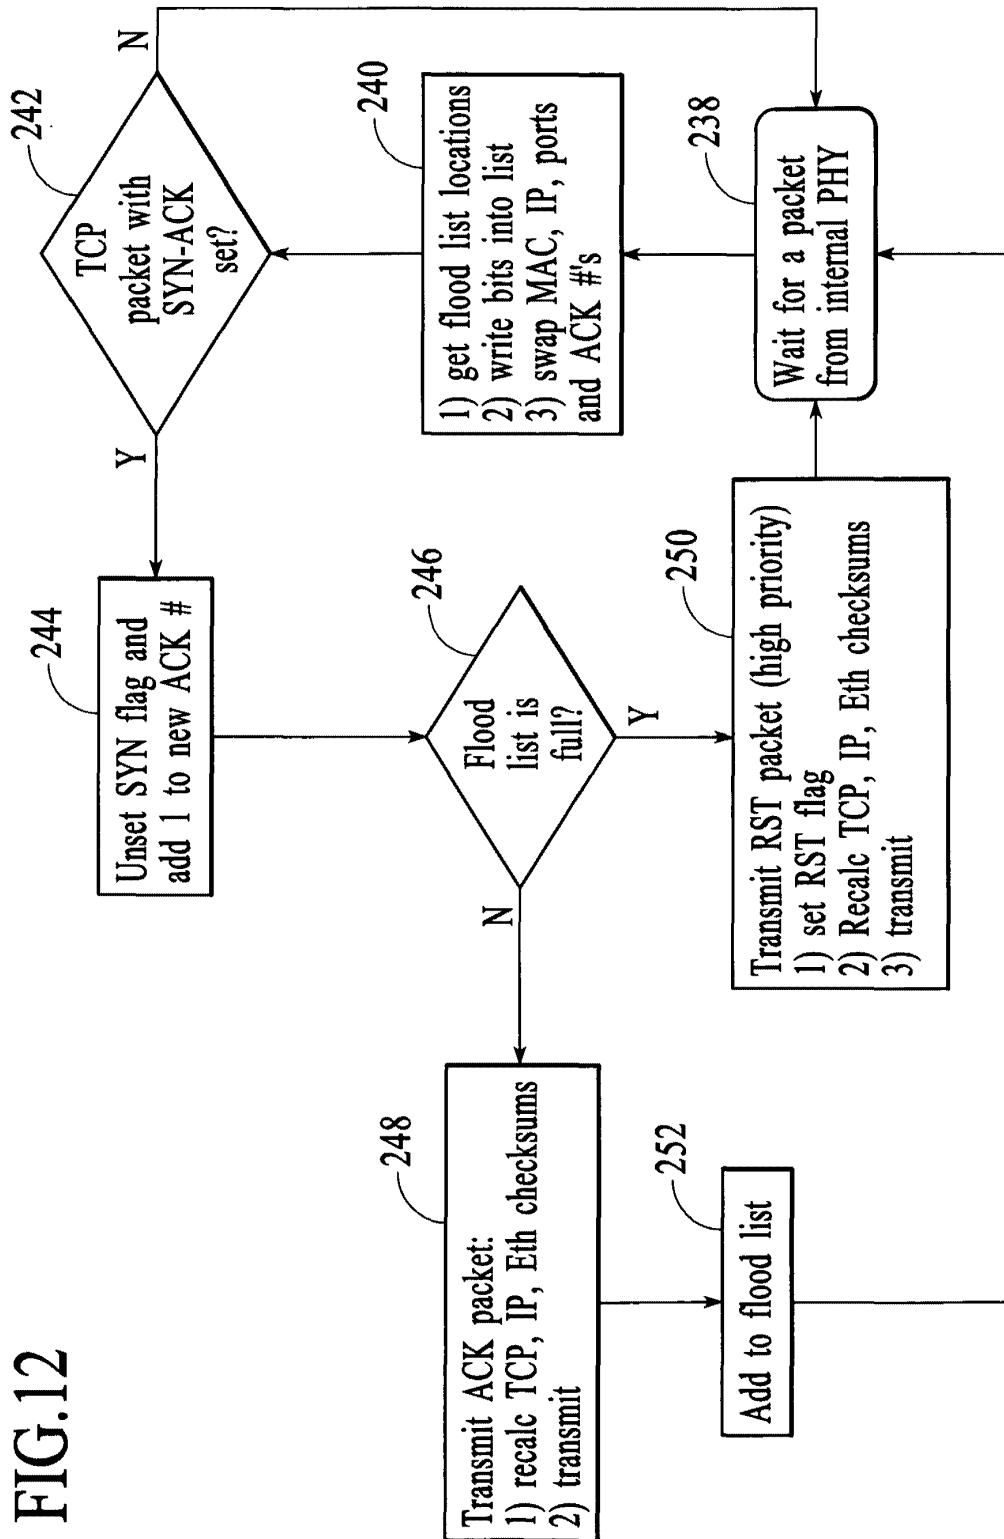 FIG.12
244
Unset SYN flag and
add 1 to new ACK #
Y
TCP
packet with
SYN-ACK
set?
242
N
248
Transmit ACK packet:
1) recalc TCP, IP, Eth checksums
2) transmit
N
Flood
list is
full?
246
Y
1) get flood list locations
2) write bits into list
3) swap MAC, IP, ports
and ACK #'s
240
252
Add to flood list
Transmit RST packet (high priority)
1) set RST flag
2) Recalc TCP, IP, Eth checksums
3) transmit
250
Wait for a packet
from internal PHY
238